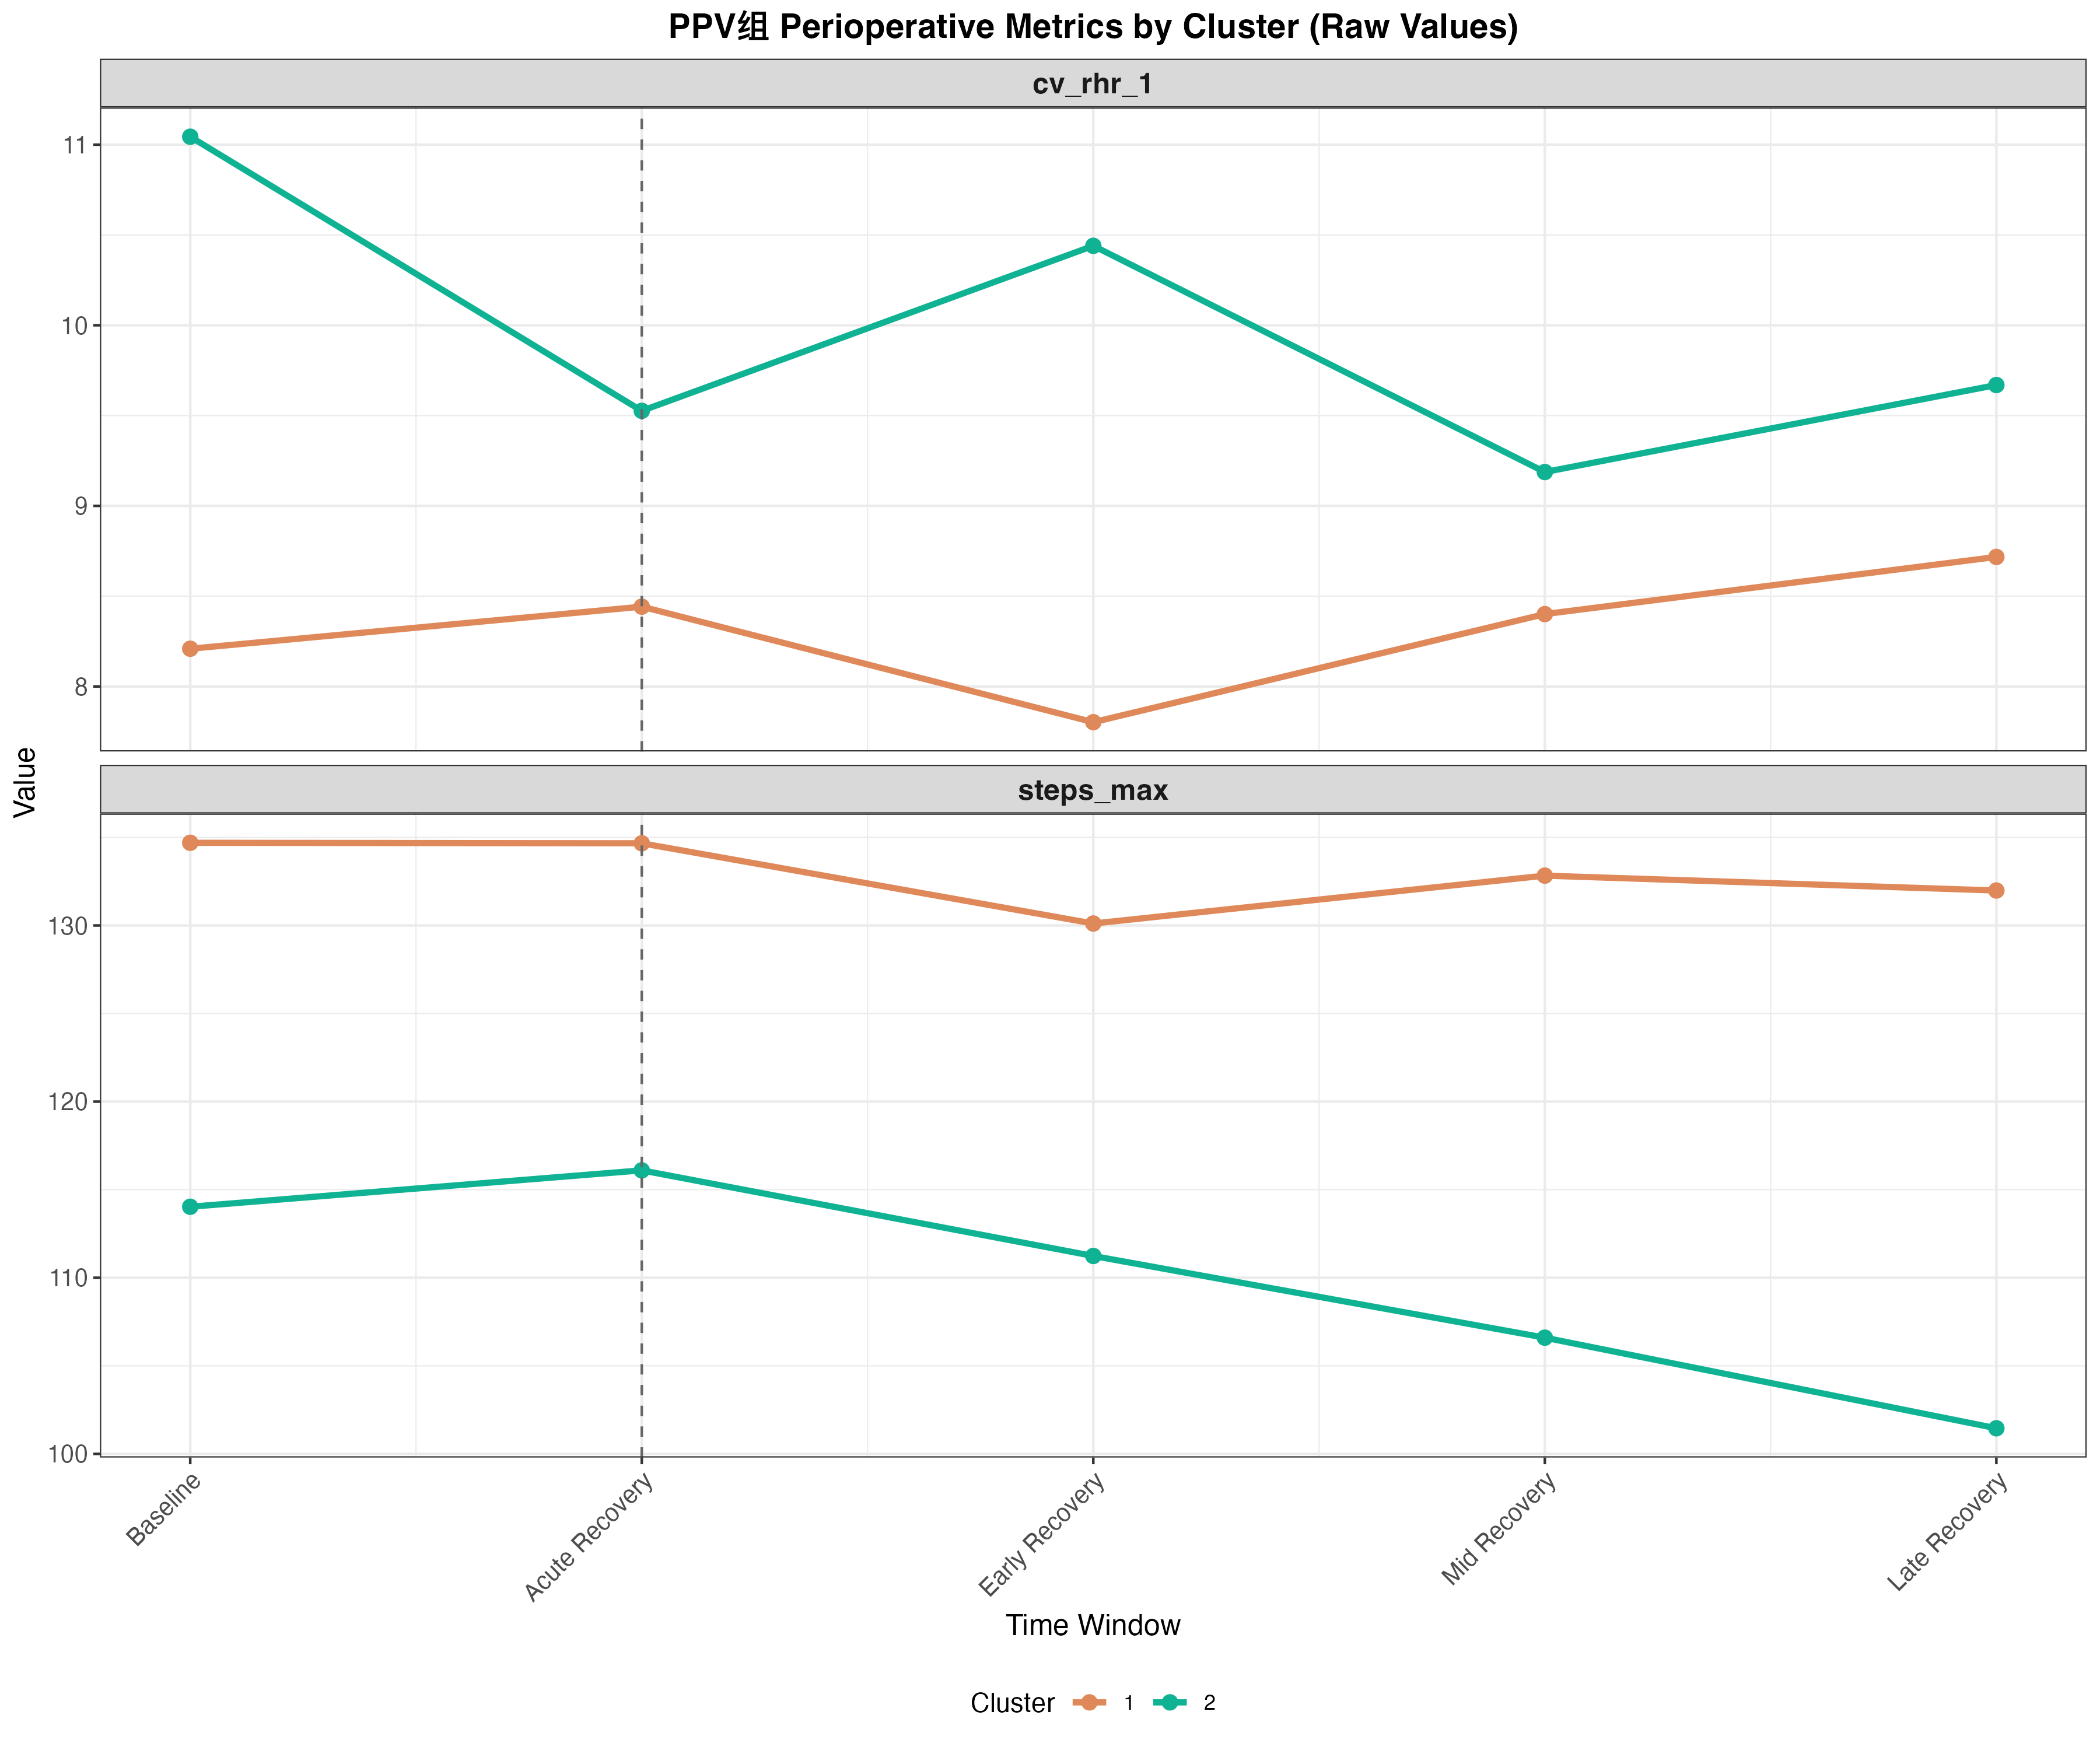 PPV组 Perioperative Metrics by Cluster (Raw Values)
cv_rhr_1
11
10
9
8
Value
steps_max
130
120
110
100
Baseline
Acute Recovery
Early Recovery
Mid Recovery
Late Recovery
Time Window
Cluster 1 2